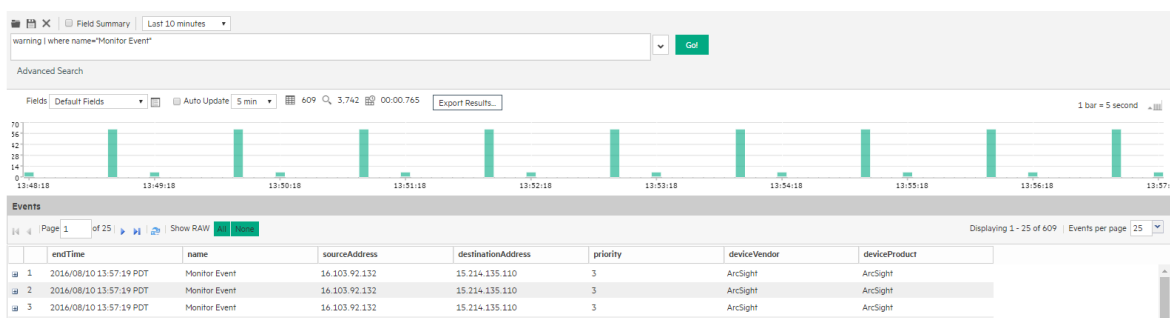 Field Summary Last 10 minutes
warning | where name="Monitor Event"
Go!
Advanced Search
Fields Default Fields Auto Update 5 min 609 3,742 00:00.765 Export Results... 1 bar = 5 second
70
56
42
28
14
0
13:48:18 13:49:18 13:50:18 13:51:18 13:52:18 13:53:18 13:54:18 13:55:18 13:56:18 13:57:
Events
Page 1 of 25 Show RAW All None Displaying 1 - 25 of 609 Events per page 25
endTime name sourceAddress destinationAddress priority deviceVendor deviceProduct
1 2016/08/10 13:57:19 PDT Monitor Event 16.103.92.132 15.214.135.110 3 ArcSight ArcSight
2 2016/08/10 13:57:19 PDT Monitor Event 16.103.92.132 15.214.135.110 3 ArcSight ArcSight
3 2016/08/10 13:57:19 PDT Monitor Event 16.103.92.132 15.214.135.110 3 ArcSight ArcSight